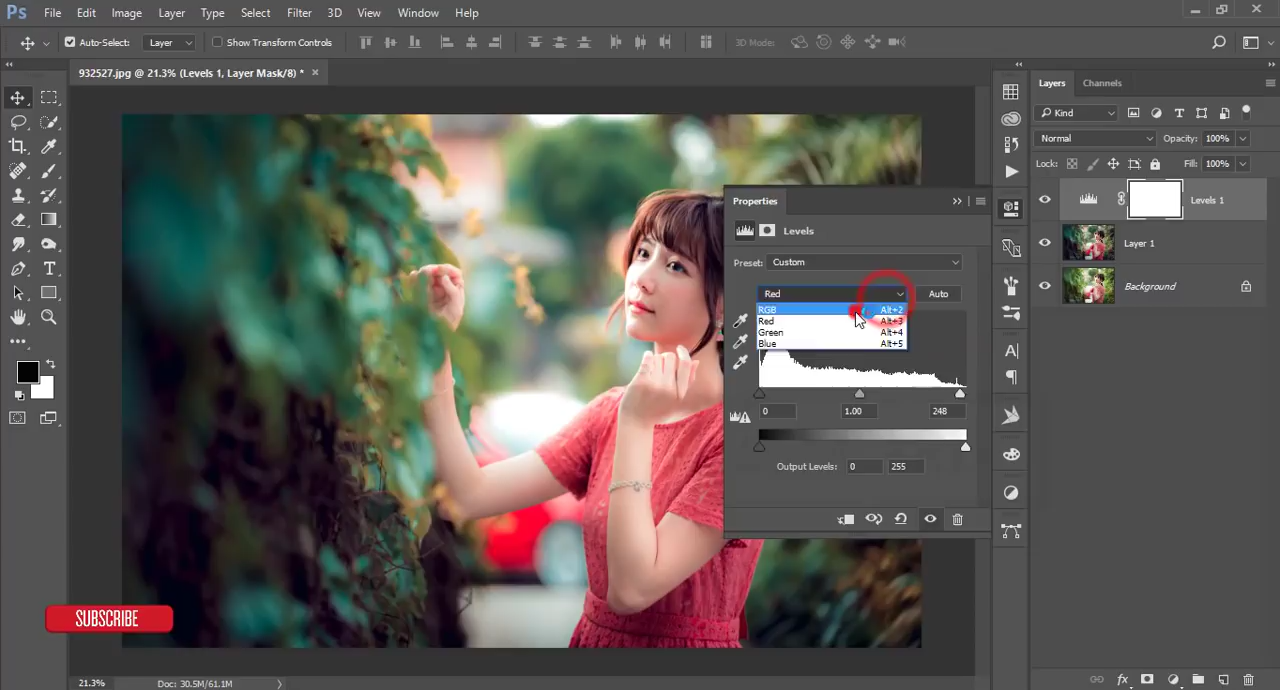 Ps File Edit Image Layer Type Select Filter 3D View Window Help
Auto-Select: Layer Show Transform Controls 3D Mode:
932527.jpg @ 21.3% (Levels 1, Layer Mask/8) * ×
Layers Channels
Kind
Normal Opacity: 100%
Lock: Fill: 100%
Levels 1
Layer 1
Background
Properties
Levels
Preset: Custom
Red Auto
RGB Alt+2
Red Alt+3
Green Alt+4
Blue Alt+5
0 1.00 248
Output Levels: 0 255
SUBSCRIBE
21.3% Doc: 30.5M/61.1M